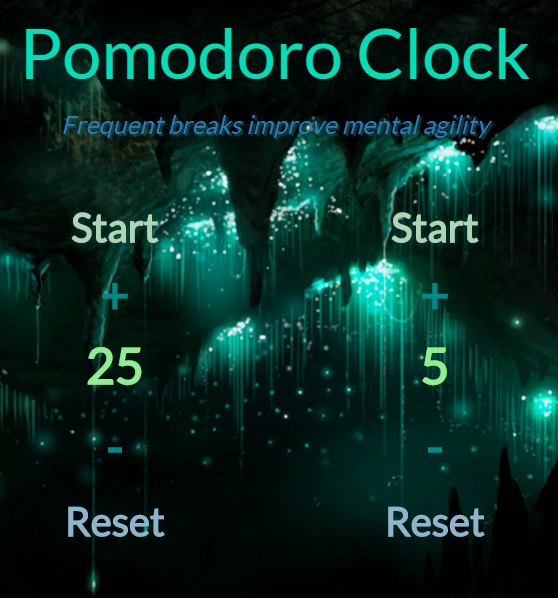 Pomodoro Clock
Frequent breaks improve mental agility
Start Start
+ +
25 5
- -
Reset Reset